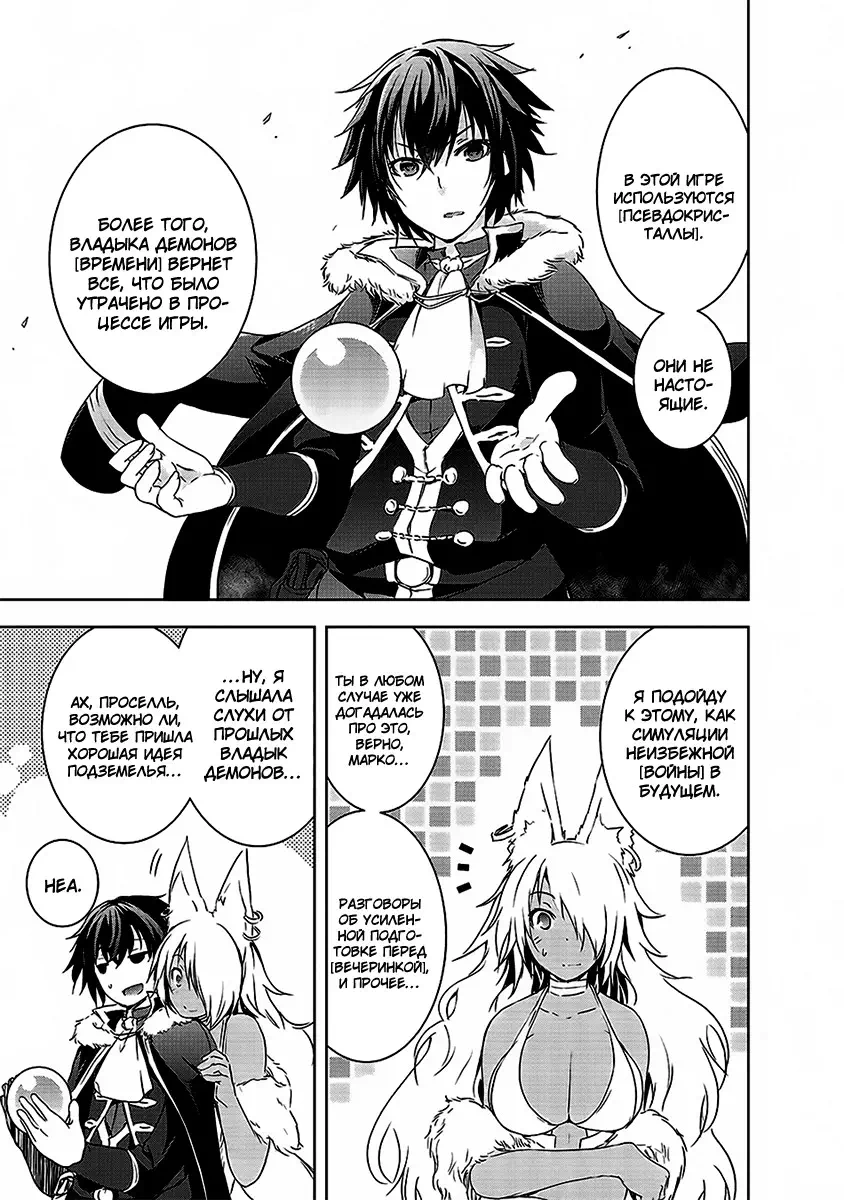 В ЭТОЙ ИГРЕ
ИСПОЛЬЗУЮТСЯ
[ПСЕВДОКРИС-
ТАЛЛЫ].
ОНИ НЕ
НАСТО-
ЯЩИЕ.
БОЛЕЕ ТОГО,
ВЛАДЫКА ДЕМОНОВ
[ВРЕМЕНИ] ВЕРНЕТ
ВСЕ, ЧТО БЫЛО
УТРАЧЕНО В ПРО-
ЦЕССЕ ИГРЫ.
Я ПОДОЙДУ
К ЭТОМУ, КАК
СИМУЛЯЦИИ
НЕИЗБЕЖНОЙ
[ВОЙНЫ] В
БУДУЩЕМ.
ТЫ В ЛЮБОМ
СЛУЧАЕ УЖЕ
ДОГАДАЛАСЬ
ПРО ЭТО,
ВЕРНО,
МАРКО...
РАЗГОВОРЫ
ОБ УСИЛЕН-
НОЙ ПОДГО-
ТОВКЕ ПЕРЕД
[ВЕЧЕРИНКОЙ],
И ПРОЧЕЕ...
...НУ, Я
СЛЫШАЛА
СЛУХИ ОТ
ПРОШЛЫХ
ВЛАДЫК
ДЕМОНОВ...
АХ, ПРОСЕЛЛЬ,
ВОЗМОЖНО ЛИ,
ЧТО ТЕБЕ ПРИШЛА
ХОРОШАЯ ИДЕЯ
ПОДЗЕМЕЛЬЯ...
НЕА.